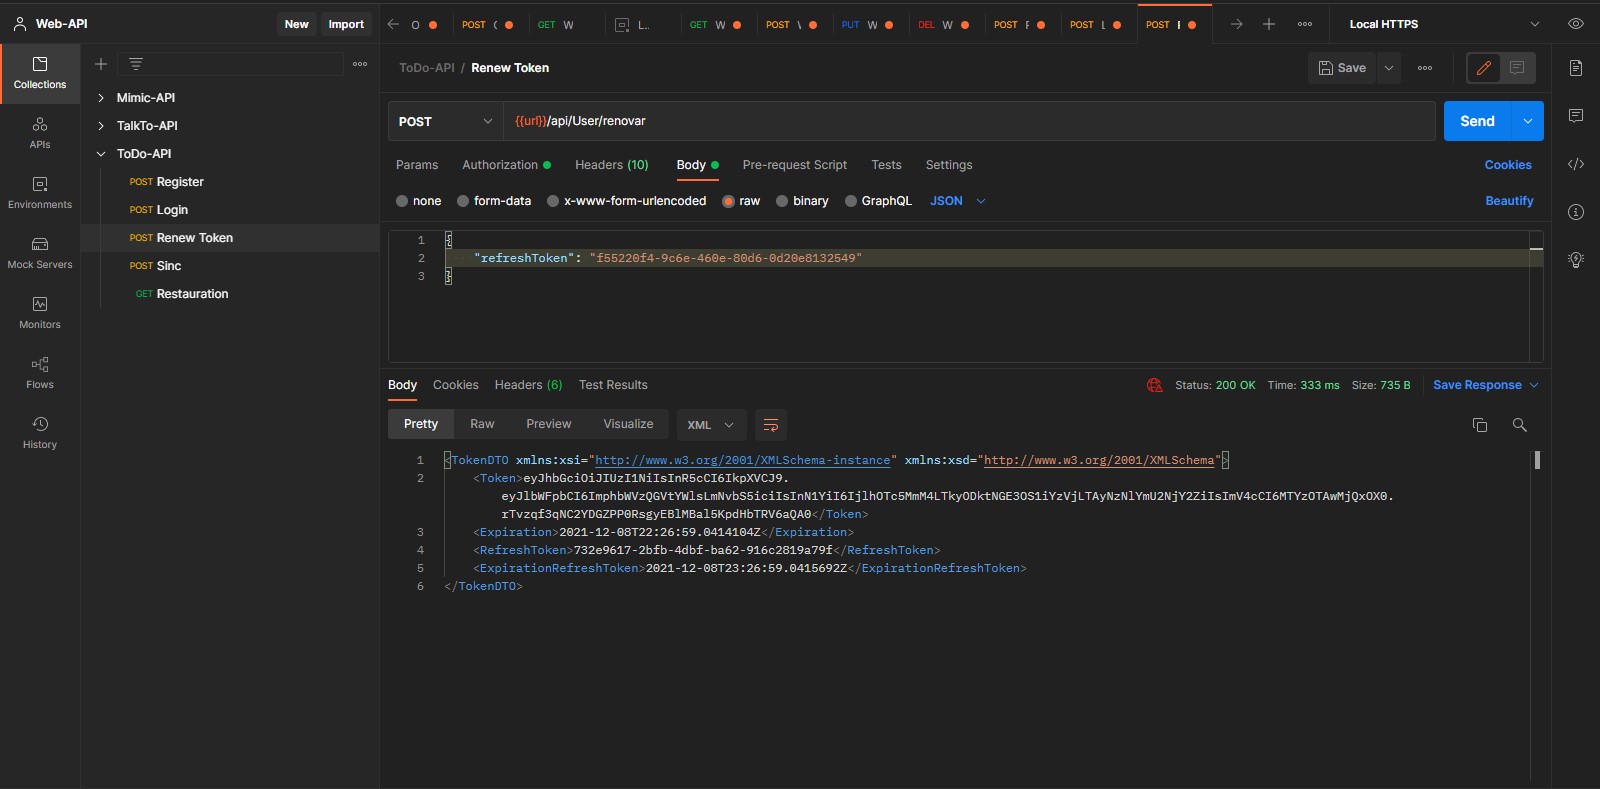 Web-API
New
Import
O
POST
GET W
L..
GET W
POST
PUT W
DEL W
POST
POST L
POST
Local HTTPS
Collections
APIs
Environments
Mock Servers
Monitors
Flows
History
Mimic-API
TalkTo-API
ToDo-API
POST Register
POST Login
POST Renew Token
POST Sinc
GET Restauration
ToDo-API / Renew Token
Save
POST
{{url}}/api/User/renovar
Send
Params Authorization Headers (10) Body Pre-request Script Tests Settings
Cookies
none form-data x-www-form-urlencoded raw binary GraphQL JSON
Beautify
1 {
2 "refreshToken": "f55220f4-9c6e-460e-80d6-0d20e8132549"
3 }
Body Cookies Headers (6) Test Results
Status: 200 OK Time: 333 ms Size: 735 B Save Response
Pretty Raw Preview Visualize XML
1 <TokenDTO xmlns:xsi="http://www.w3.org/2001/XMLSchema-instance" xmlns:xsd="http://www.w3.org/2001/XMLSchema">
2 <Token>eyJhbGciOiJIUzI1NiIsInR5cCI6IkpXVCJ9.
eyJlbWFpbCI6ImphbWVzQGVtYWlsLmNvbS5iciIsInN1YiI6IjlhOTc5MmM4LTkyODktNGE3OS1iYzVjLTAyNzNlYmU2NjY2ZiIsImV4cCI6MTYzOTAwMjQxOX0.
rTvzqf3qNC2YDGZPP0RsgyEBlMBal5KpdHbTRV6aQA0</Token>
3 <Expiration>2021-12-08T22:26:59.0414104Z</Expiration>
4 <RefreshToken>732e9617-2bfb-4dbf-ba62-916c2819a79f</RefreshToken>
5 <ExpirationRefreshToken>2021-12-08T23:26:59.0415692Z</ExpirationRefreshToken>
6 </TokenDTO>